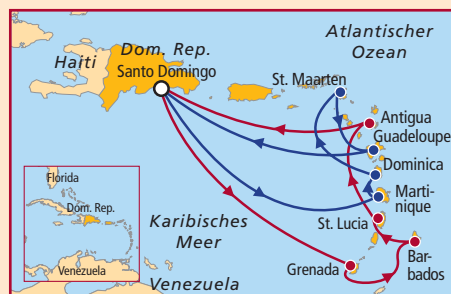 Atlantischer
Ozean
Dom. Rep.
Haiti
Santo Domingo
St. Maarten
Antigua
Guadeloupe
Dominica
Marti-
nique
St. Lucia
Bar-
bados
Grenada
Karibisches
Meer
Venezuela
Florida
Dom. Rep.
Venezuela